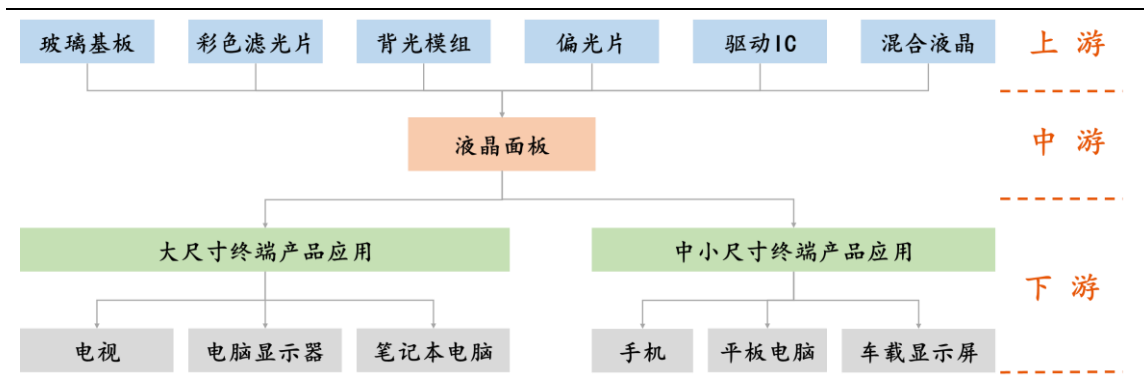 玻璃基板 彩色滤光片 背光模组 偏光片 驱动IC 混合液晶 上 游
液晶面板 中 游
大尺寸终端产品应用 中小尺寸终端产品应用
下 游
电视 电脑显示器 笔记本电脑 手机 平板电脑 车载显示屏